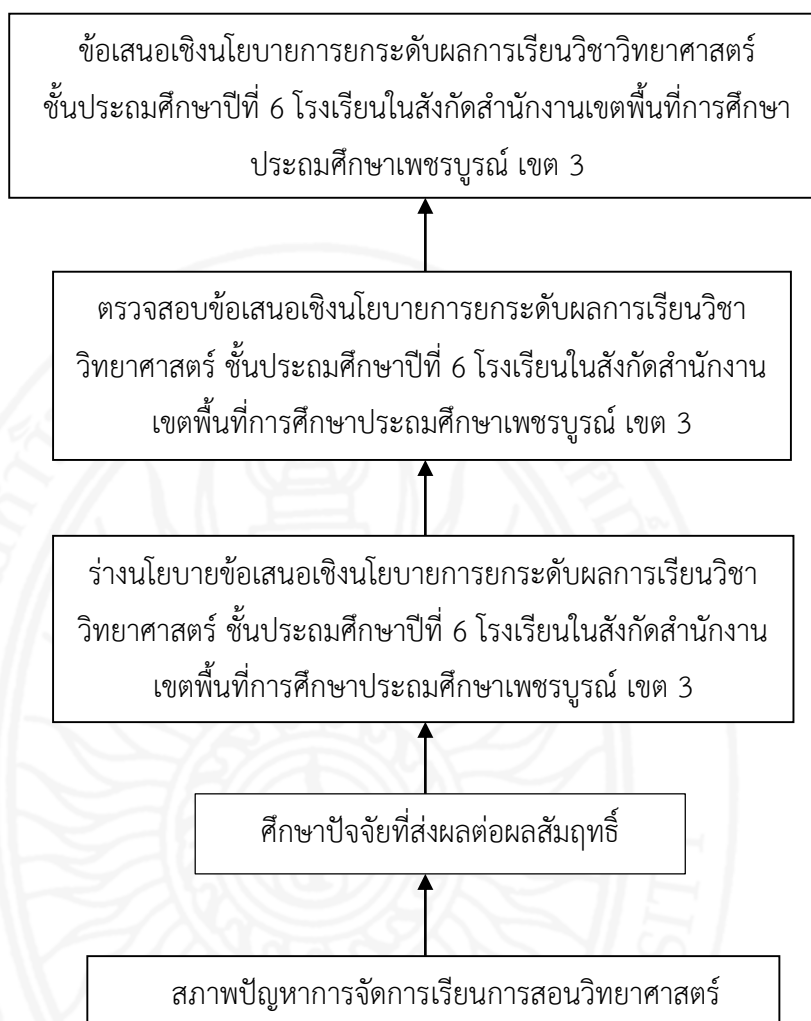 ข้อเสนอเชิงนโยบายการยกระดับผลการเรียนวิชาวิทยาศาสตร์
ชั้นประถมศึกษาปีที่ 6 โรงเรียนในสังกัดสำนักงานเขตพื้นที่การศึกษา
ประถมศึกษาเพชรบูรณ์ เขต 3
ตรวจสอบข้อเสนอเชิงนโยบายการยกระดับผลการเรียนวิชา
วิทยาศาสตร์ ชั้นประถมศึกษาปีที่ 6 โรงเรียนในสังกัดสำนักงาน
เขตพื้นที่การศึกษาประถมศึกษาเพชรบูรณ์ เขต 3
ร่างนโยบายข้อเสนอเชิงนโยบายการยกระดับผลการเรียนวิชา
วิทยาศาสตร์ ชั้นประถมศึกษาปีที่ 6 โรงเรียนในสังกัดสำนักงาน
เขตพื้นที่การศึกษาประถมศึกษาเพชรบูรณ์ เขต 3
ศึกษาปัจจัยที่ส่งผลต่อผลสัมฤทธิ์
สภาพปัญหาการจัดการเรียนการสอนวิทยาศาสตร์